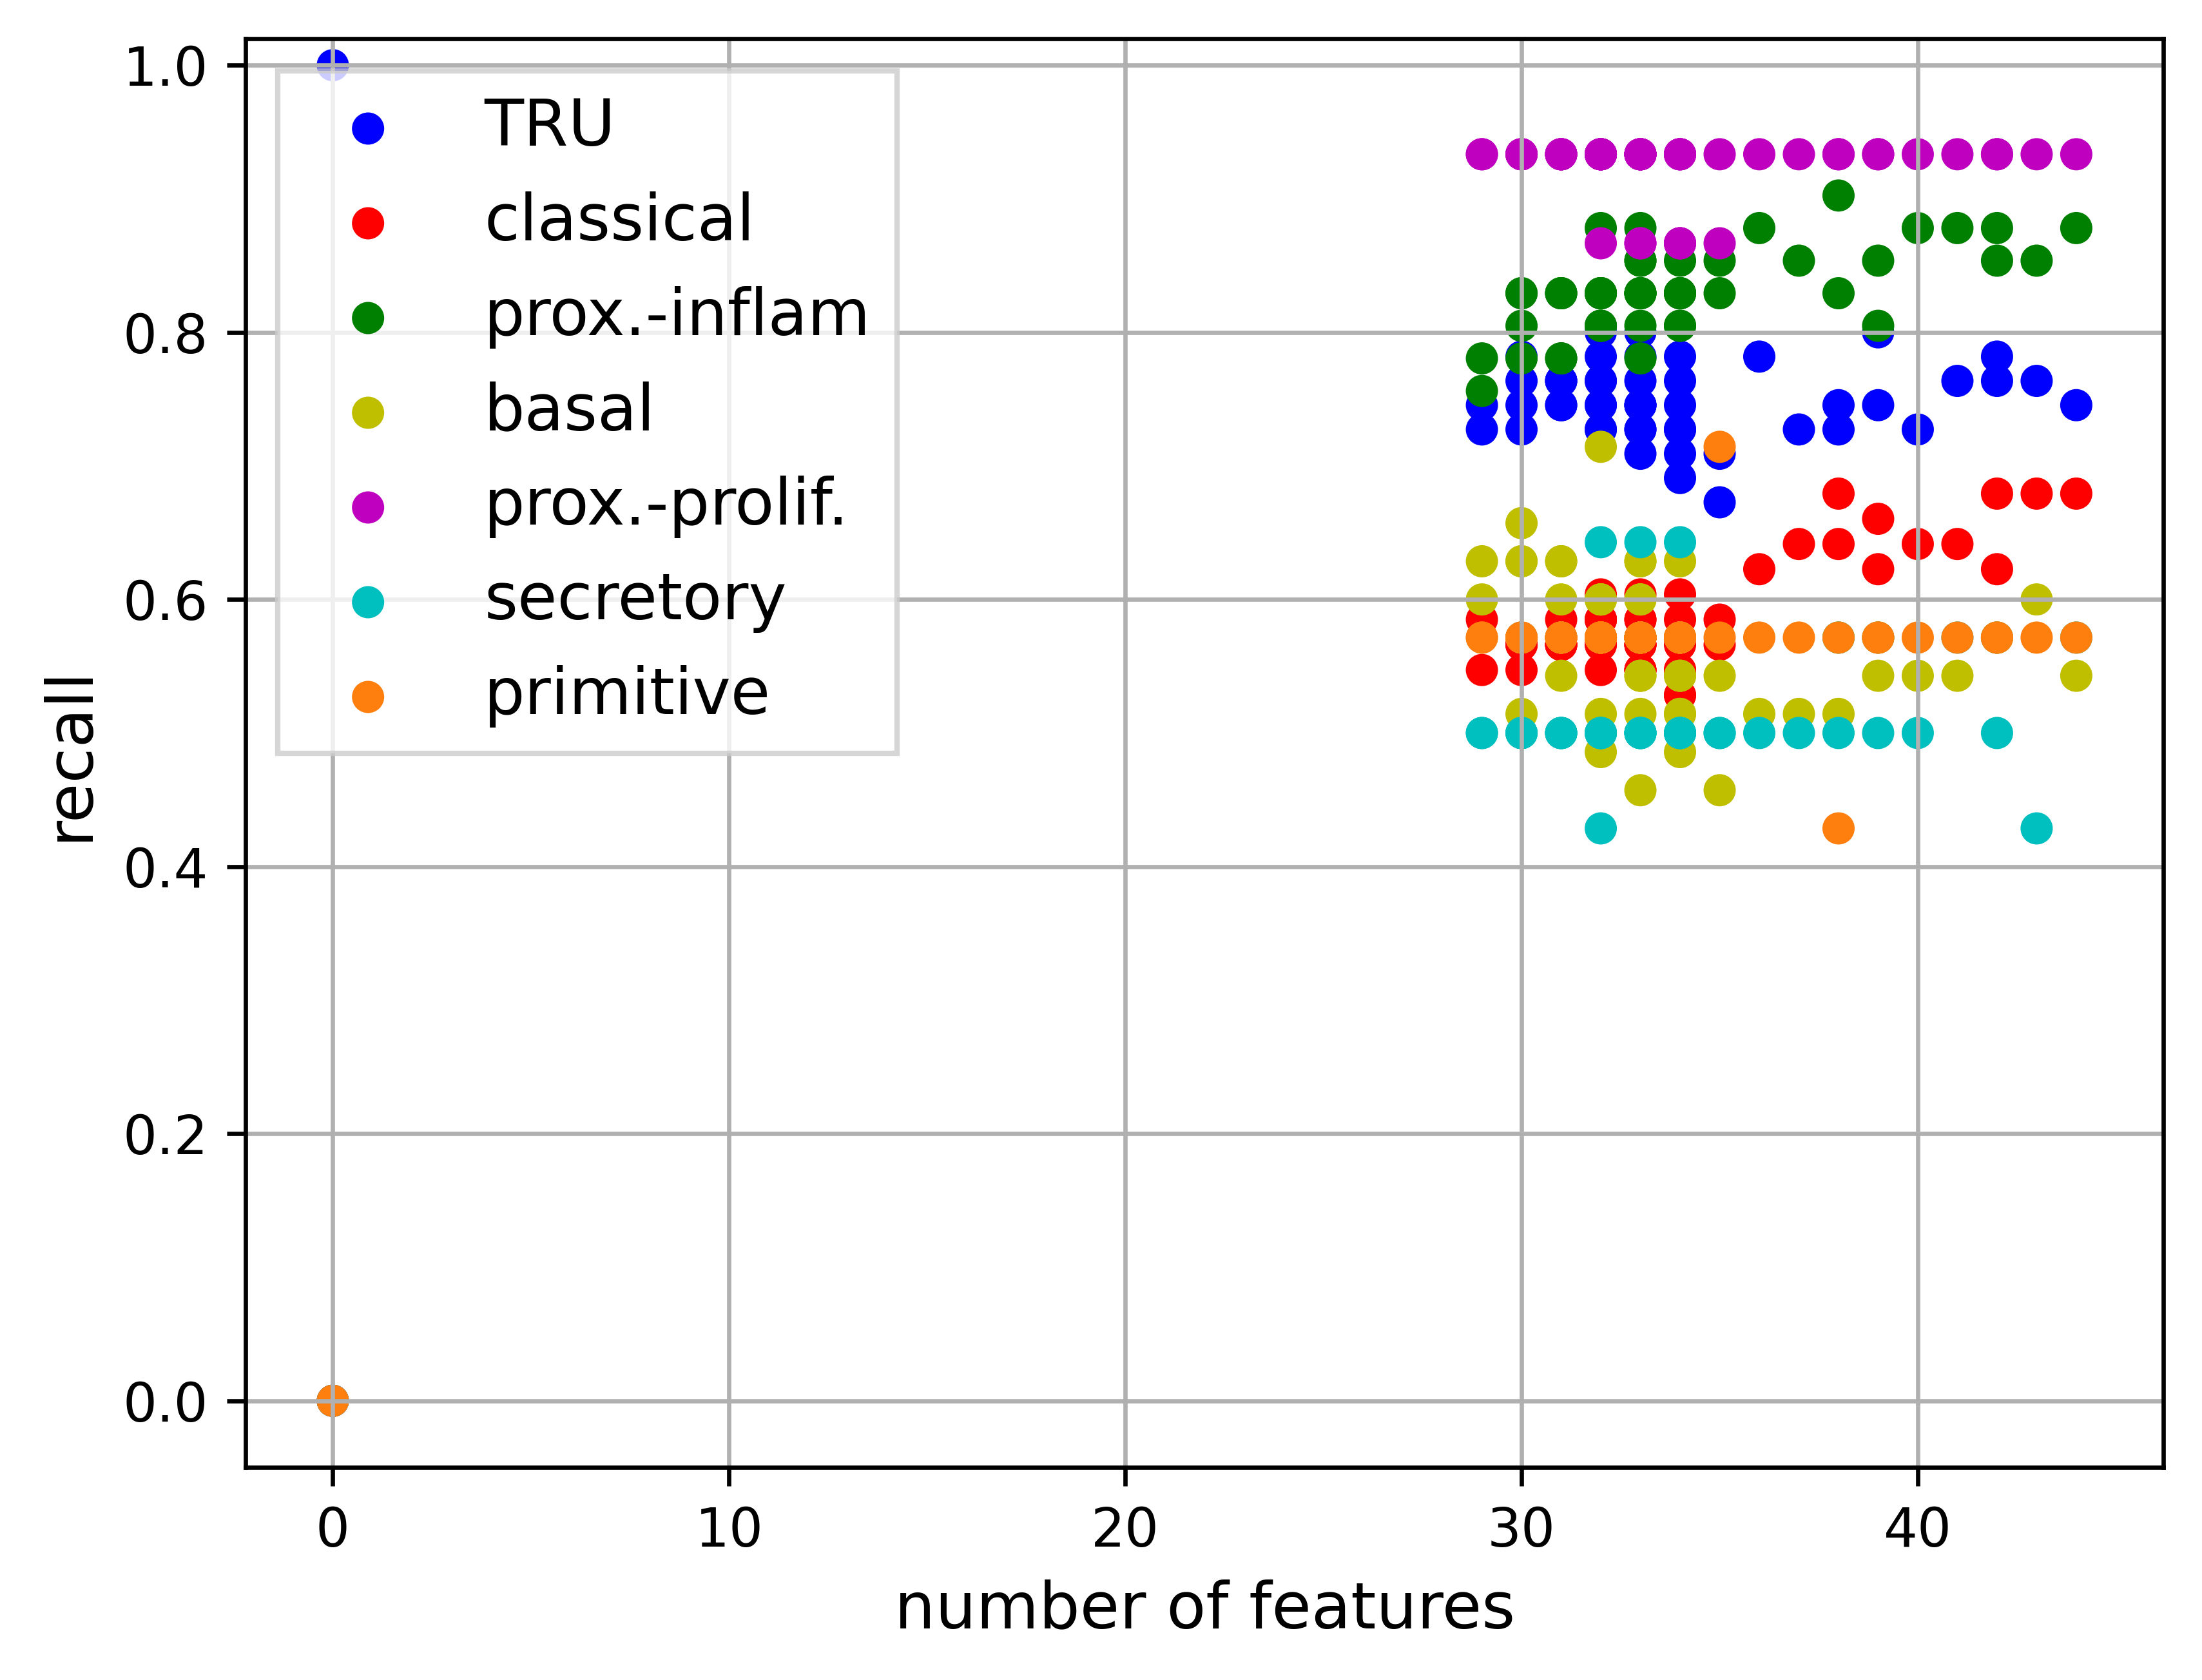 1.0
0.8
0.6
0.4
0.2
0.0
recall
TRU
classical
prox.-inflam
basal
prox.-prolif.
secretory
primitive
0 10 20 30 40
number of features